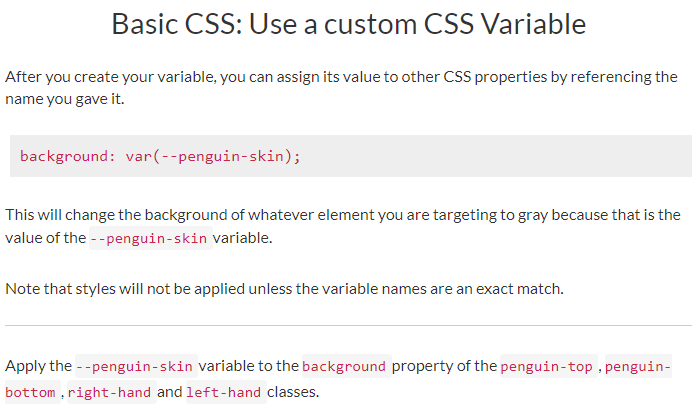 Basic CSS: Use a custom CSS Variable
After you create your variable, you can assign its value to other CSS properties by referencing the
name you gave it.
background: var(--penguin-skin);
This will change the background of whatever element you are targeting to gray because that is the
value of the --penguin-skin variable.
Note that styles will not be applied unless the variable names are an exact match.
Apply the --penguin-skin variable to the background property of the penguin-top , penguin-
bottom , right-hand and left-hand classes.